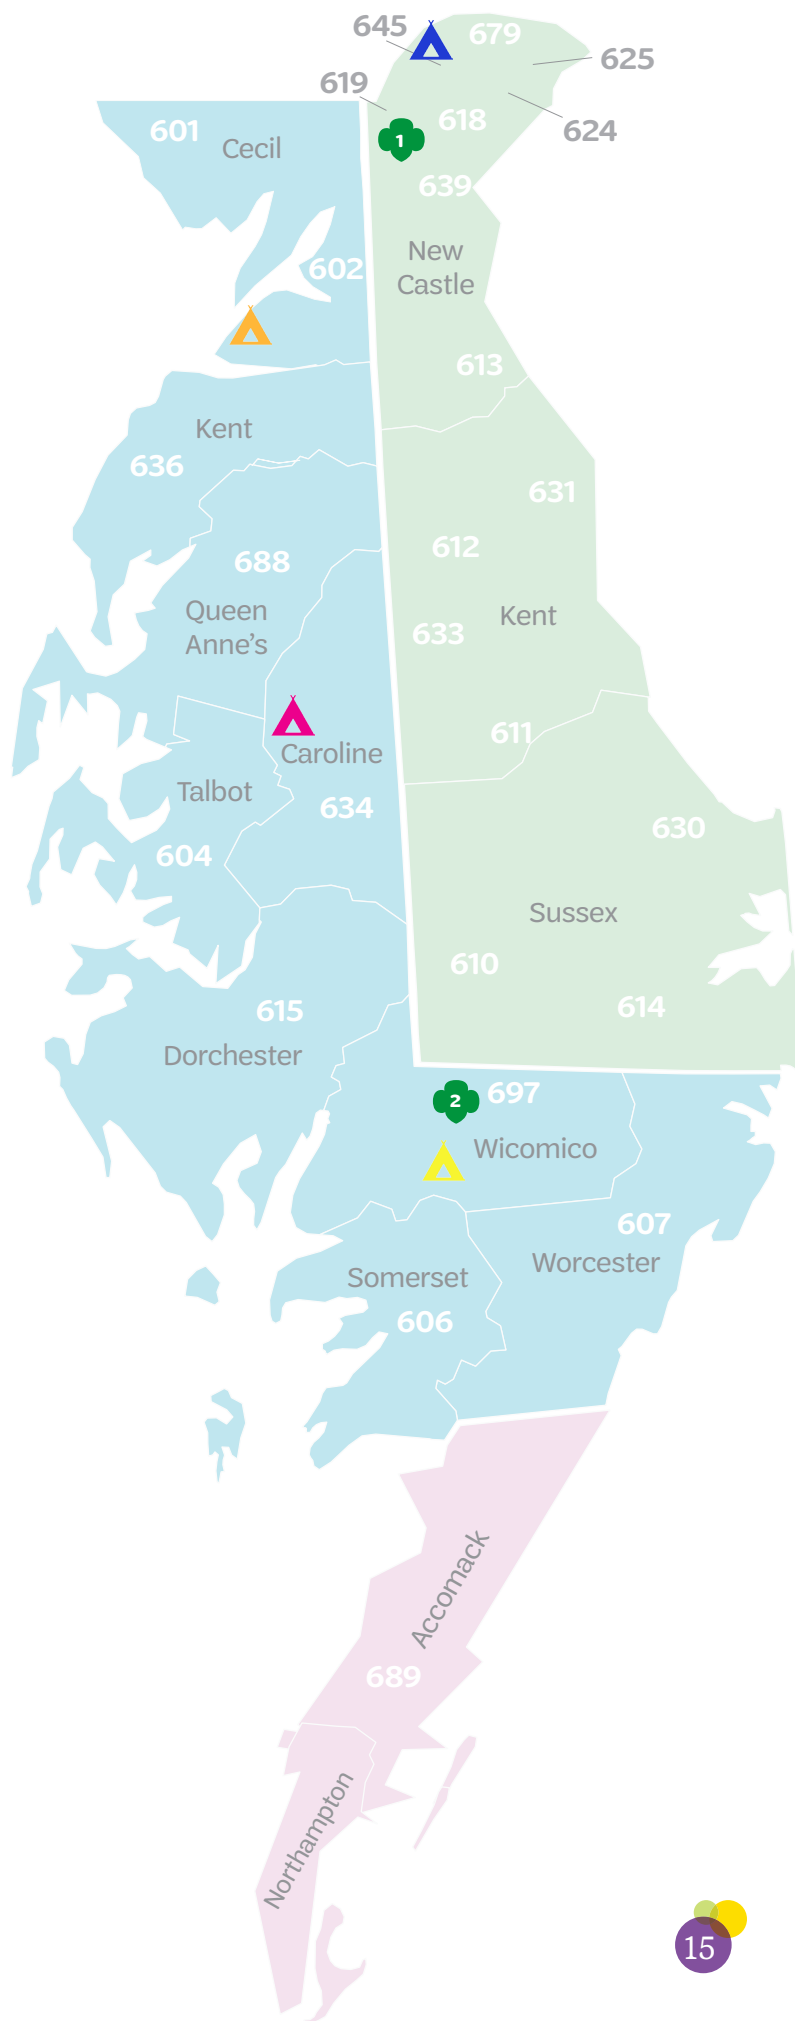 645
679
625
619
601
Cecil
1
618
624
639
New
Castle
602
613
Kent
636
631
612
688
Queen
Anne’s
Kent
633
611
Caroline
Talbot
634
630
604
Sussex
610
614
615
Dorchester
2
697
Wicomico
607
Worcester
Somerset
606
Accomack
689
Northampton
15